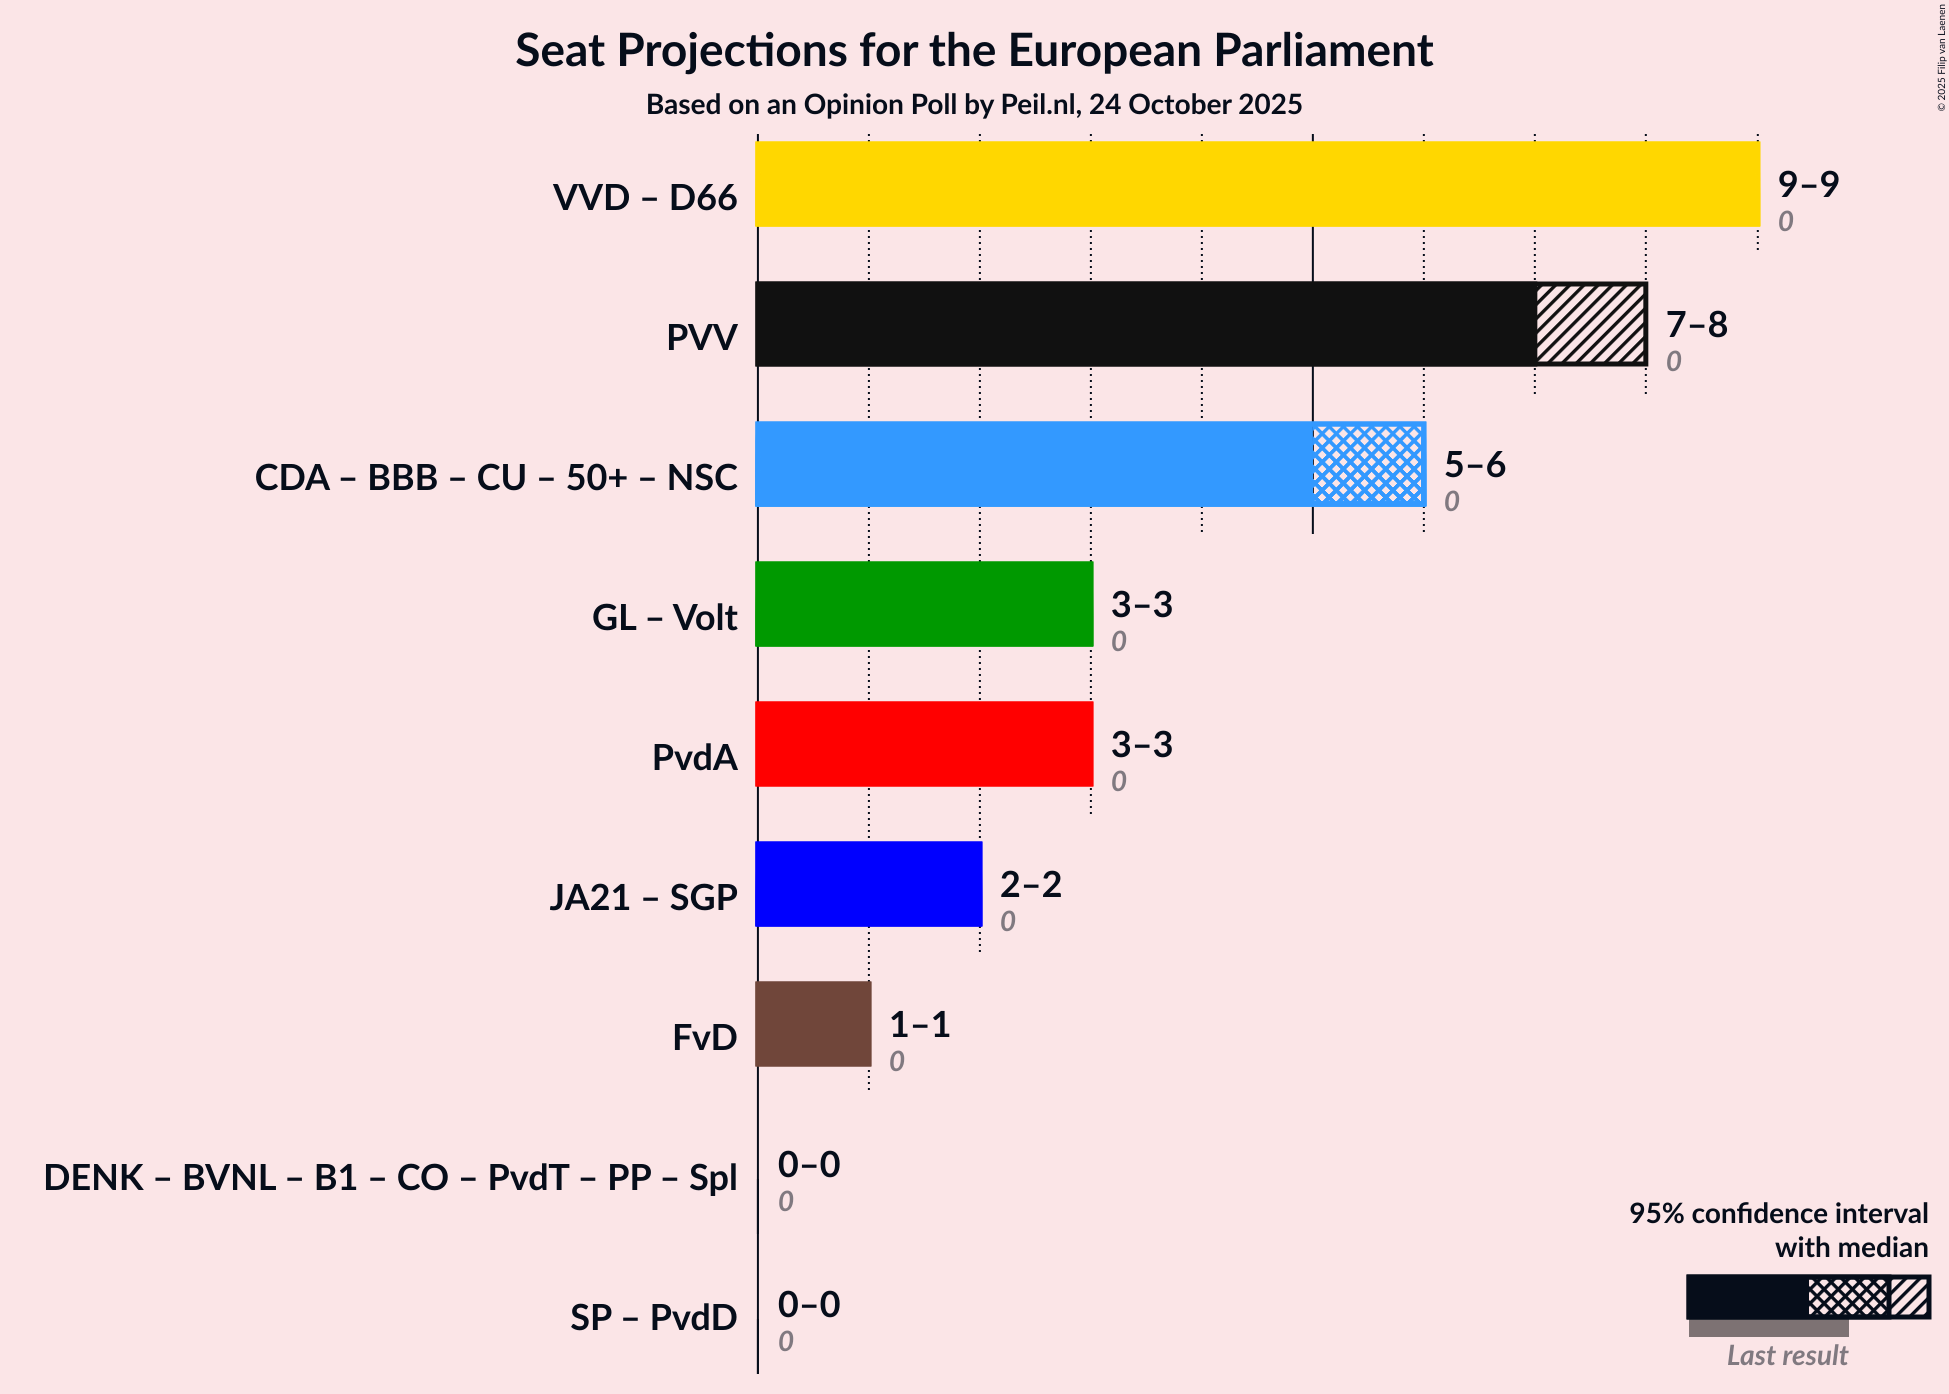 Seat Projections for the European Parliament
Based on an Opinion Poll by Peil.nl, 24 October 2025
© 2025 Filip van Laenen
VVD – D66
9–9
0
PVV
7–8
0
CDA – BBB – CU – 50+ – NSC
5–6
0
GL – Volt
3–3
0
PvdA
3–3
0
JA21 – SGP
2–2
0
FvD
1–1
0
DENK – BVNL – B1 – CO – PvdT – PP – Spl
0–0
0
SP – PvdD
0–0
0
95% confidence interval
with median
Last result